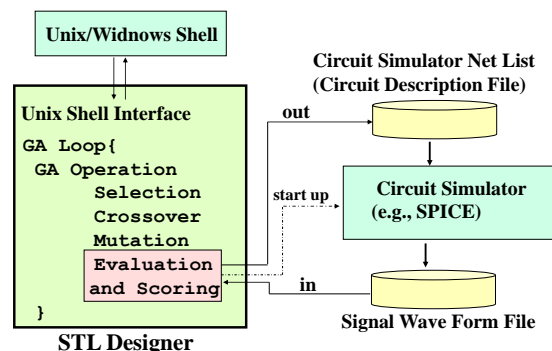 Unix/Widnows Shell
Unix Shell Interface
GA Loop{
GA Operation
Selection
Crossover
Mutation
Evaluation
and Scoring
}
STL Designer
out
start up
in
Circuit Simulator Net List
(Circuit Description File)
Circuit Simulator
(e.g., SPICE)
Signal Wave Form File